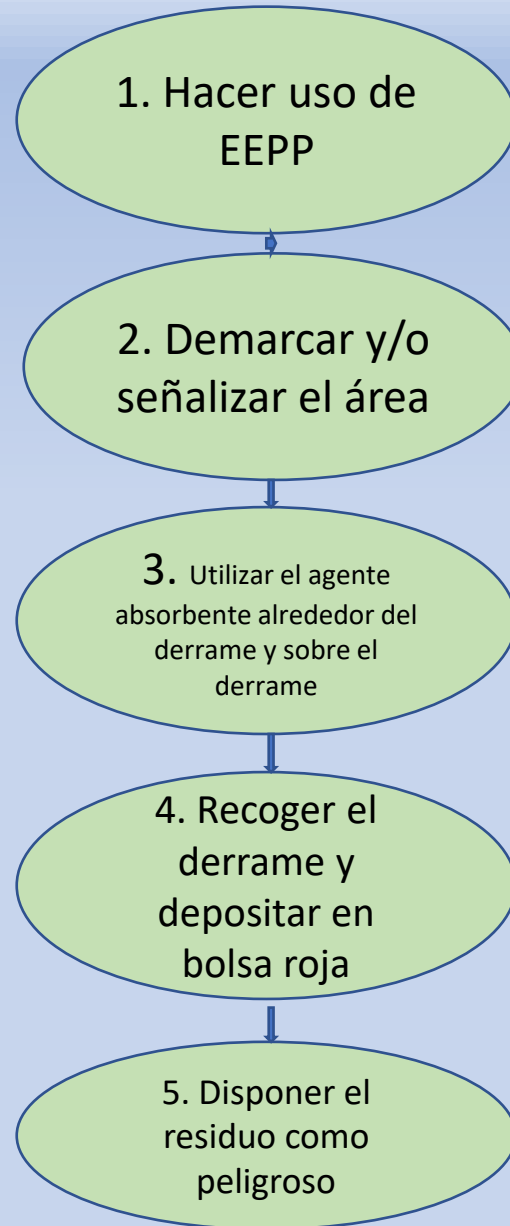 1. Hacer uso de
EEPP
2. Demarcar y/o
señalizar el área
3. Utilizar el agente
absorbente alrededor del
derrame y sobre el
derrame
4. Recoger el
derrame y
depositar en
bolsa roja
5. Disponer el
residuo como
peligroso